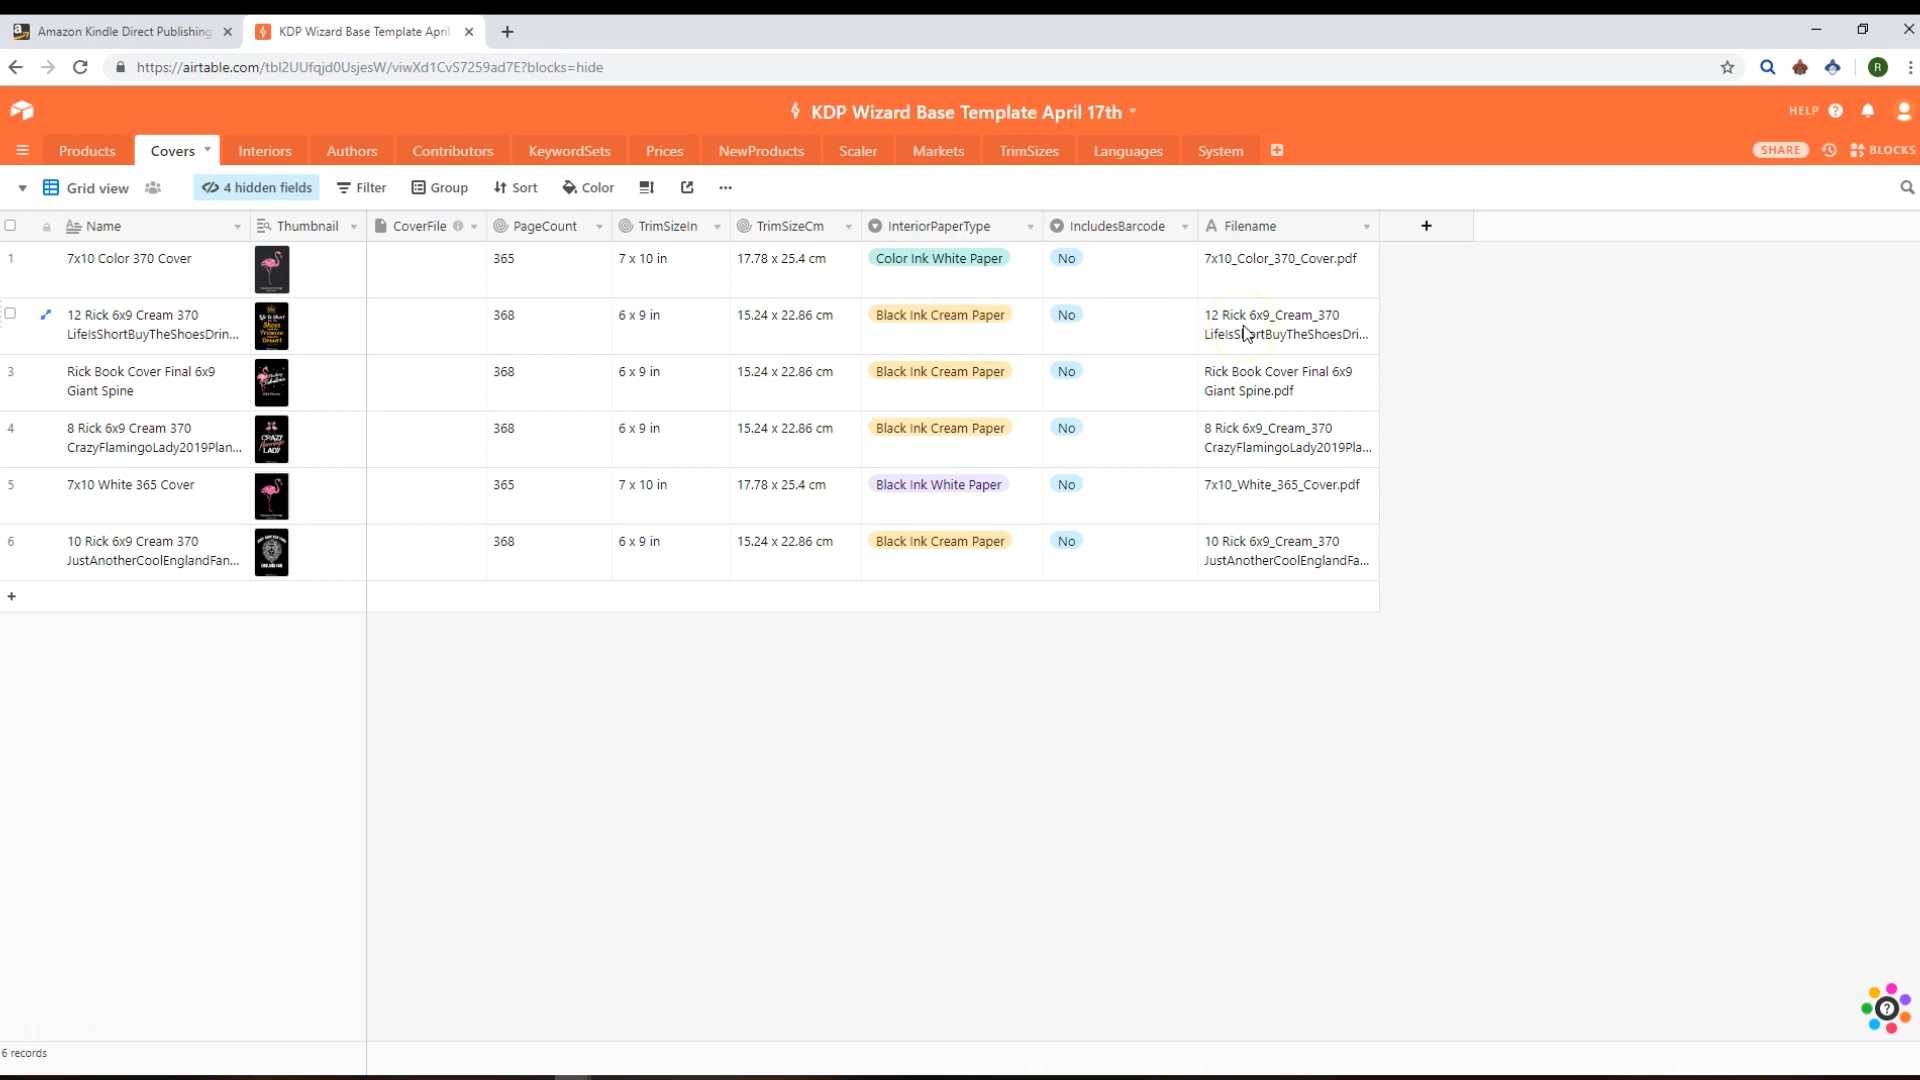 Amazon Kindle Direct Publishing
KDP Wizard Base Template April
https://airtable.com/tbl2UUfqjd0UsjesW/viwXd1CvS7259ad7E?blocks=hide
R
KDP Wizard Base Template April 17th
HELP
Products
Covers
Interiors
Authors
Contributors
KeywordSets
Prices
NewProducts
Scaler
Markets
TrimSizes
Languages
System
SHARE
BLOCKS
Grid view
4 hidden fields
Filter
Group
Sort
Color
Name
Thumbnail
CoverFile
PageCount
TrimSizeIn
TrimSizeCm
InteriorPaperType
IncludesBarcode
Filename
1 7x10 Color 370 Cover 365 7 x 10 in 17.78 x 25.4 cm Color Ink White Paper No 7x10_Color_370_Cover.pdf
12 Rick 6x9 Cream 370 368 6 x 9 in 15.24 x 22.86 cm Black Ink Cream Paper No 12 Rick 6x9_Cream_370
LifeIsShortBuyTheShoesDrin... LifeIsShortBuyTheShoesDri...
3 Rick Book Cover Final 6x9 368 6 x 9 in 15.24 x 22.86 cm Black Ink Cream Paper No Rick Book Cover Final 6x9
Giant Spine Giant Spine.pdf
4 8 Rick 6x9 Cream 370 368 6 x 9 in 15.24 x 22.86 cm Black Ink Cream Paper No 8 Rick 6x9_Cream_370
CrazyFlamingoLady2019Plan... CrazyFlamingoLady2019Pla...
5 7x10 White 365 Cover 365 7 x 10 in 17.78 x 25.4 cm Black Ink White Paper No 7x10_White_365_Cover.pdf
6 10 Rick 6x9 Cream 370 368 6 x 9 in 15.24 x 22.86 cm Black Ink Cream Paper No 10 Rick 6x9_Cream_370
JustAnotherCoolEnglandFan... JustAnotherCoolEnglandFa...
6 records